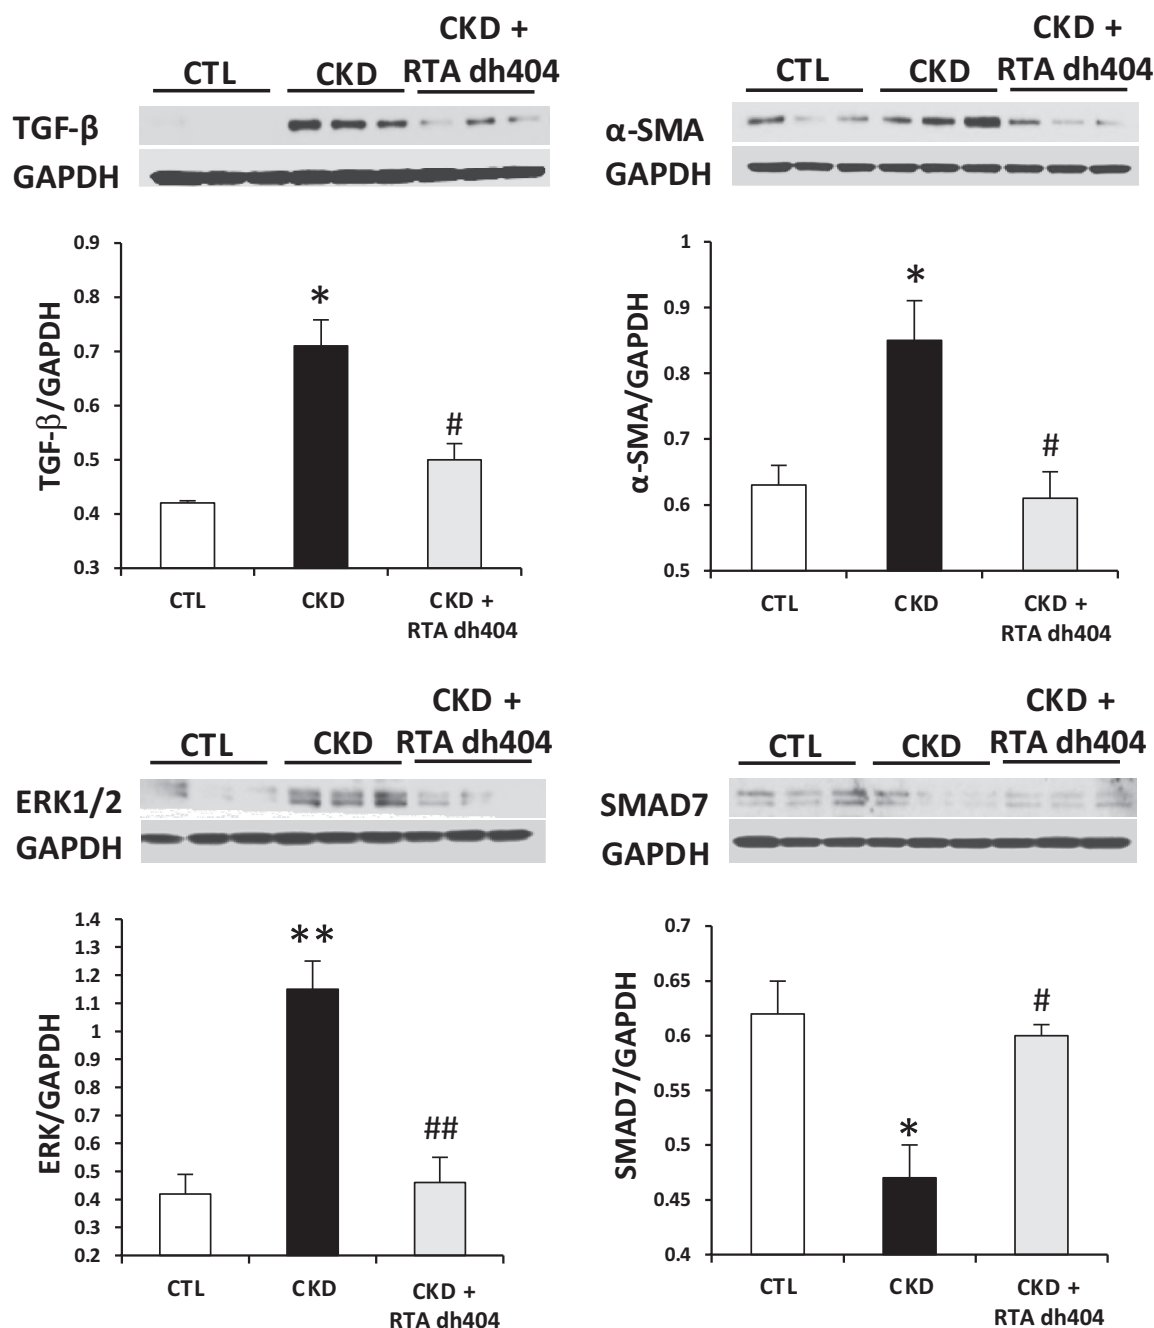 CKD +
CTL CKD RTA dh404
TGF-β
GAPDH
0.9
0.8
0.7
0.6
0.5
0.4
0.3
TGF-β/GAPDH
*
#
CTL CKD CKD +
RTA dh404
CKD +
CTL CKD RTA dh404
α-SMA
GAPDH
1
0.9
0.8
0.7
0.6
0.5
α-SMA/GAPDH
*
#
CTL CKD CKD +
RTA dh404
CKD +
CTL CKD RTA dh404
ERK1/2
GAPDH
1.4
1.3
1.2
1.1
1
0.9
0.8
0.7
0.6
0.5
0.4
0.3
0.2
ERK/GAPDH
**
##
CTL CKD CKD +
RTA dh404
CKD +
CTL CKD RTA dh404
SMAD7
GAPDH
0.7
0.65
0.6
0.55
0.5
0.45
0.4
SMAD7/GAPDH
*
#
CTL CKD CKD +
RTA dh404